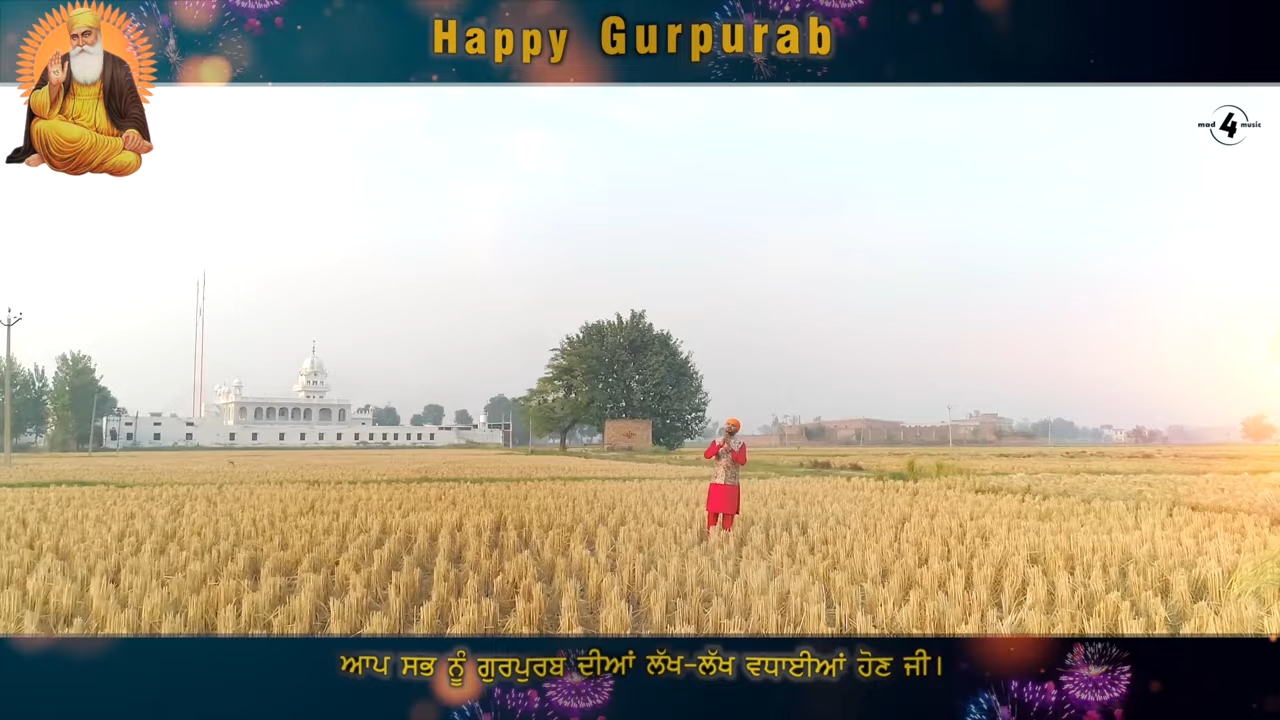 Happy Gurpurab
mad 4 music
ਆਪ ਸਭ ਨੂੰ ਗੁਰਪੁਰਬ ਦੀਆਂ ਲੱਖ-ਲੱਖ ਵਧਾਈਆਂ ਹੋਣ ਜੀ।